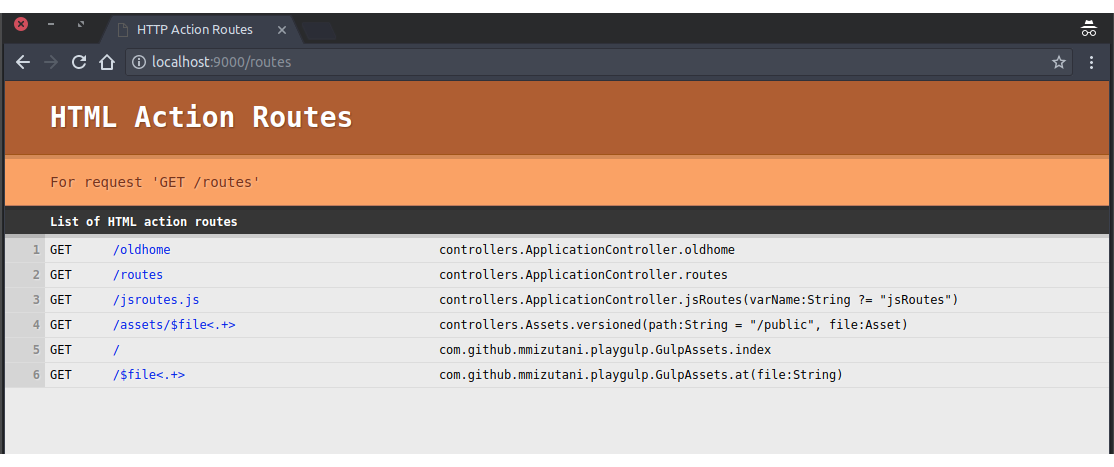 HTTP Action Routes
localhost:9000/routes
HTML Action Routes
For request 'GET /routes'
List of HTML action routes
1 GET /oldhome controllers.ApplicationController.oldhome
2 GET /routes controllers.ApplicationController.routes
3 GET /jsroutes.js controllers.ApplicationController.jsRoutes(varName:String ?= "jsRoutes")
4 GET /assets/$file<.+> controllers.Assets.versioned(path:String = "/public", file:Asset)
5 GET / com.github.mmizutani.playgulp.GulpAssets.index
6 GET /$file<.+> com.github.mmizutani.playgulp.GulpAssets.at(file:String)